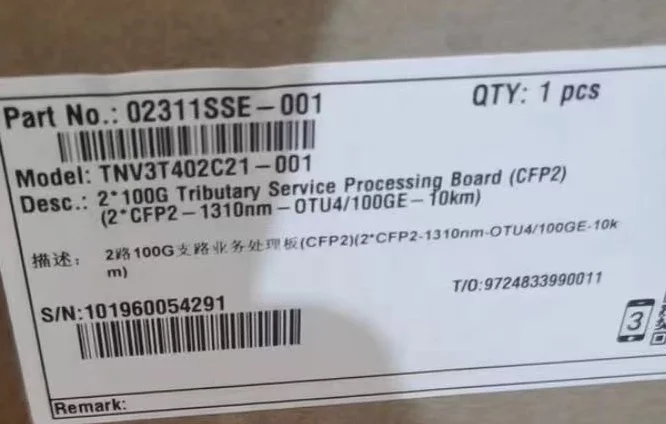 Part No.: 02311SSE-001
QTY: 1 pcs
Model: TNV3T402C21-001
Desc.: 2*100G Tributary Service Processing Board (CFP2)
(2*CFP2-1310nm-OTU4/100GE-10km)
描述: 2路100G支路业务处理板(CFP2)(2*CFP2-1310nm-OTU4/100GE-10k
m)
T/O:9724833990011
S/N:101960054291
3
Remark: